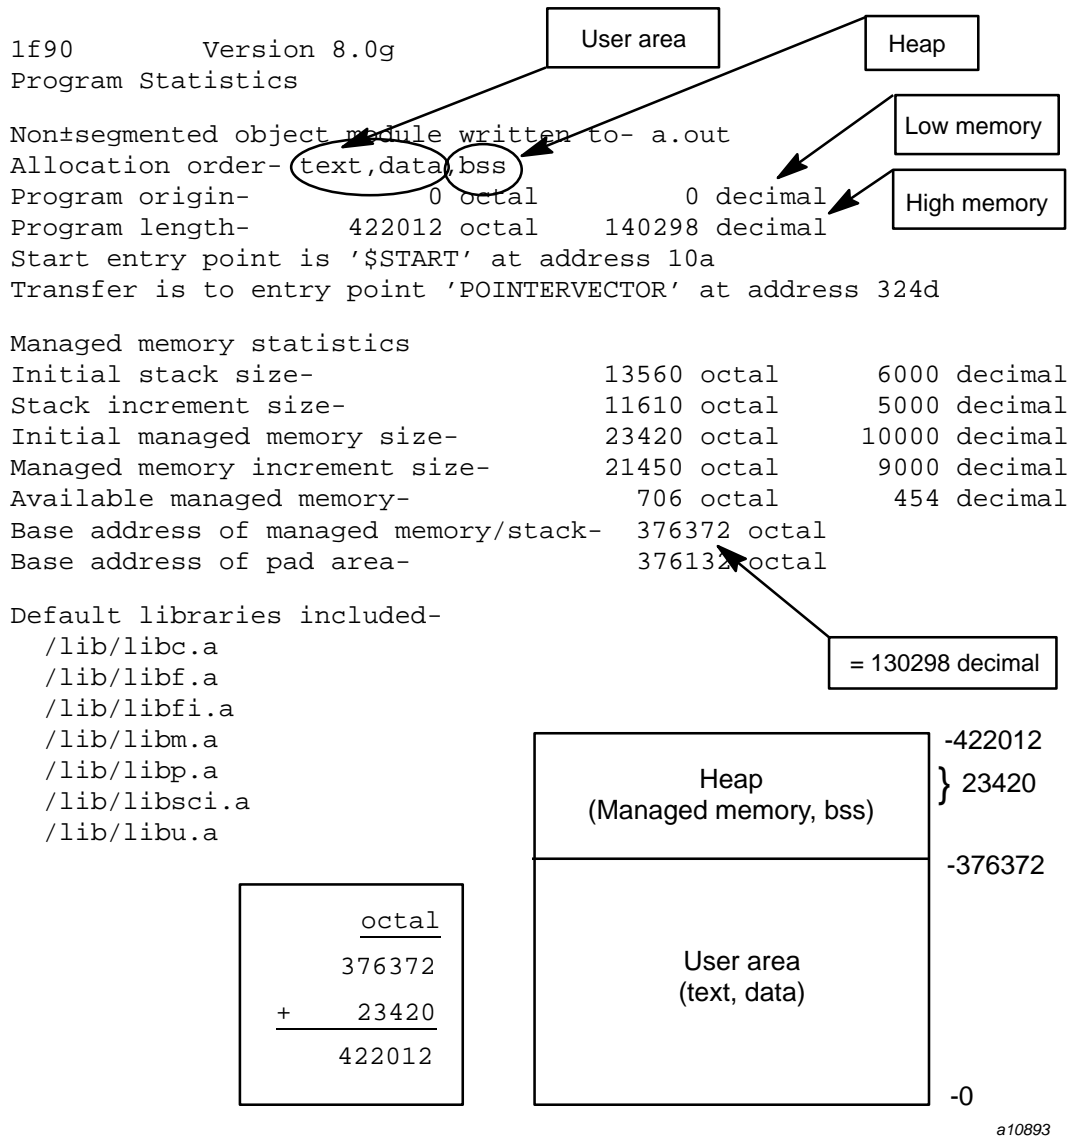 User area
Heap
1f90 Version 8.0g
Program Statistics
Low memory
Non±segmented object module written to- a.out
Allocation order- text,data,bss
Program origin- 0 octal 0 decimal
High memory
Program length- 422012 octal 140298 decimal
Start entry point is ′$START′ at address 10a
Transfer is to entry point ′POINTERVECTOR′ at address 324d
Managed memory statistics
Initial stack size- 13560 octal 6000 decimal
Stack increment size- 11610 octal 5000 decimal
Initial managed memory size- 23420 octal 10000 decimal
Managed memory increment size- 21450 octal 9000 decimal
Available managed memory- 706 octal 454 decimal
Base address of managed memory/stack- 376372 octal
Base address of pad area- 376132 octal
Default libraries included-
/lib/libc.a
= 130298 decimal
/lib/libf.a
/lib/libfi.a
/lib/libm.a
/lib/libp.a
/lib/libsci.a
/lib/libu.a
-422012
Heap
(Managed memory, bss)
} 23420
-376372
User area
(text, data)
-0
octal
376372
+ 23420
422012
a10893